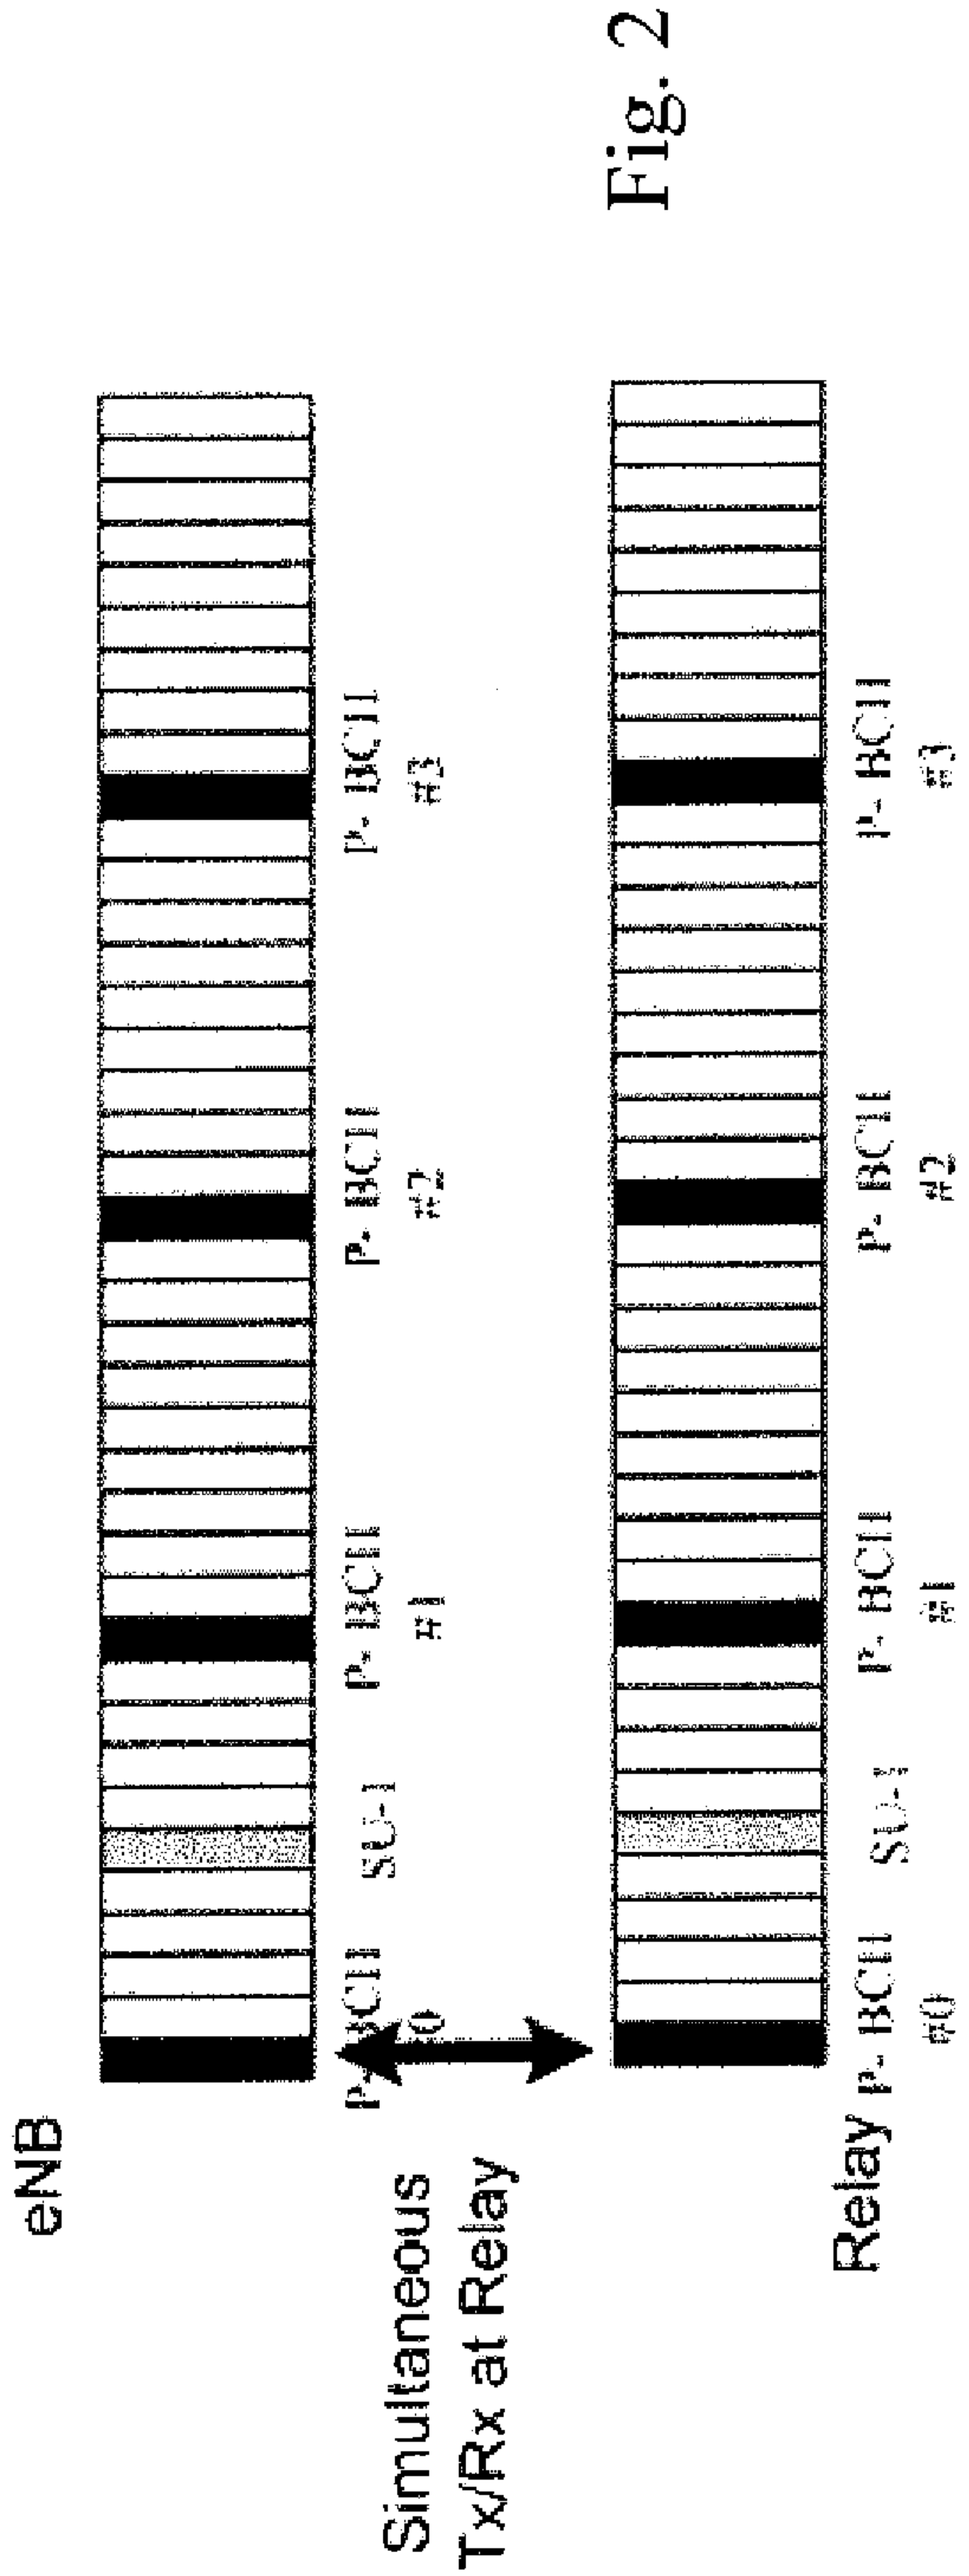 eNB
P- BCH
#0
SU-1
P- BCH
#1
P- BCH
#2
P- BCH
#3
Simultaneous
Tx/Rx at Relay
Relay
P- BCH
#0
SU-1
P- BCH
#1
P- BCH
#2
P- BCH
#3
Fig. 2